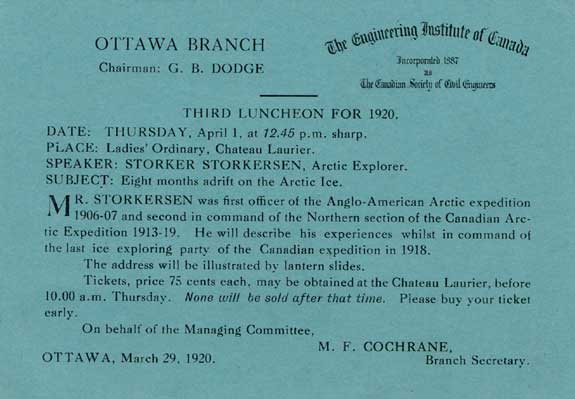 OTTAWA BRANCH
Chairman: G. B. DODGE
The Engineering Institute of Canada
Incorporated 1887
as
The Canadian Society of Civil Engineers
THIRD LUNCHEON FOR 1920.
DATE: THURSDAY, April 1, at 12.45 p.m. sharp.
PLACE: Ladies' Ordinary, Chateau Laurier.
SPEAKER: STORKER STORKERSEN, Arctic Explorer.
SUBJECT: Eight months adrift on the Arctic Ice.
MR. STORKERSEN was first officer of the Anglo-American Arctic expedition
1906-07 and second in command of the Northern section of the Canadian Arc-
tic Expedition 1913-19. He will describe his experiences whilst in command of
the last ice exploring party of the Canadian expedition in 1918.
The address will be illustrated by lantern slides.
Tickets, price 75 cents each, may be obtained at the Chateau Laurier, before
10.00 a.m. Thursday. None will be sold after that time. Please buy your ticket
early.
On behalf of the Managing Committee,
M. F. COCHRANE,
OTTAWA, March 29, 1920.
Branch Secretary.